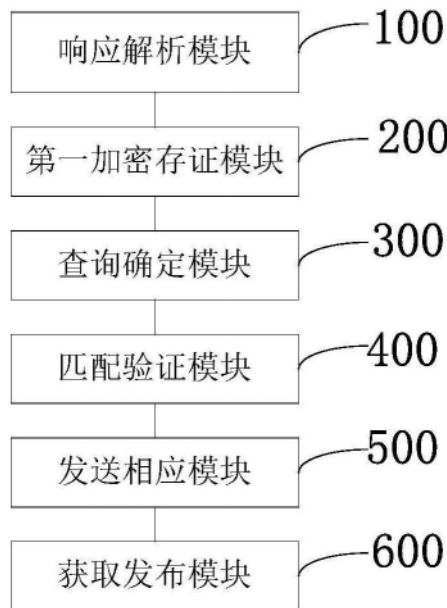 响应解析模块 100
第一加密存证模块 200
查询确定模块 300
匹配验证模块 400
发送相应模块 500
获取发布模块 600